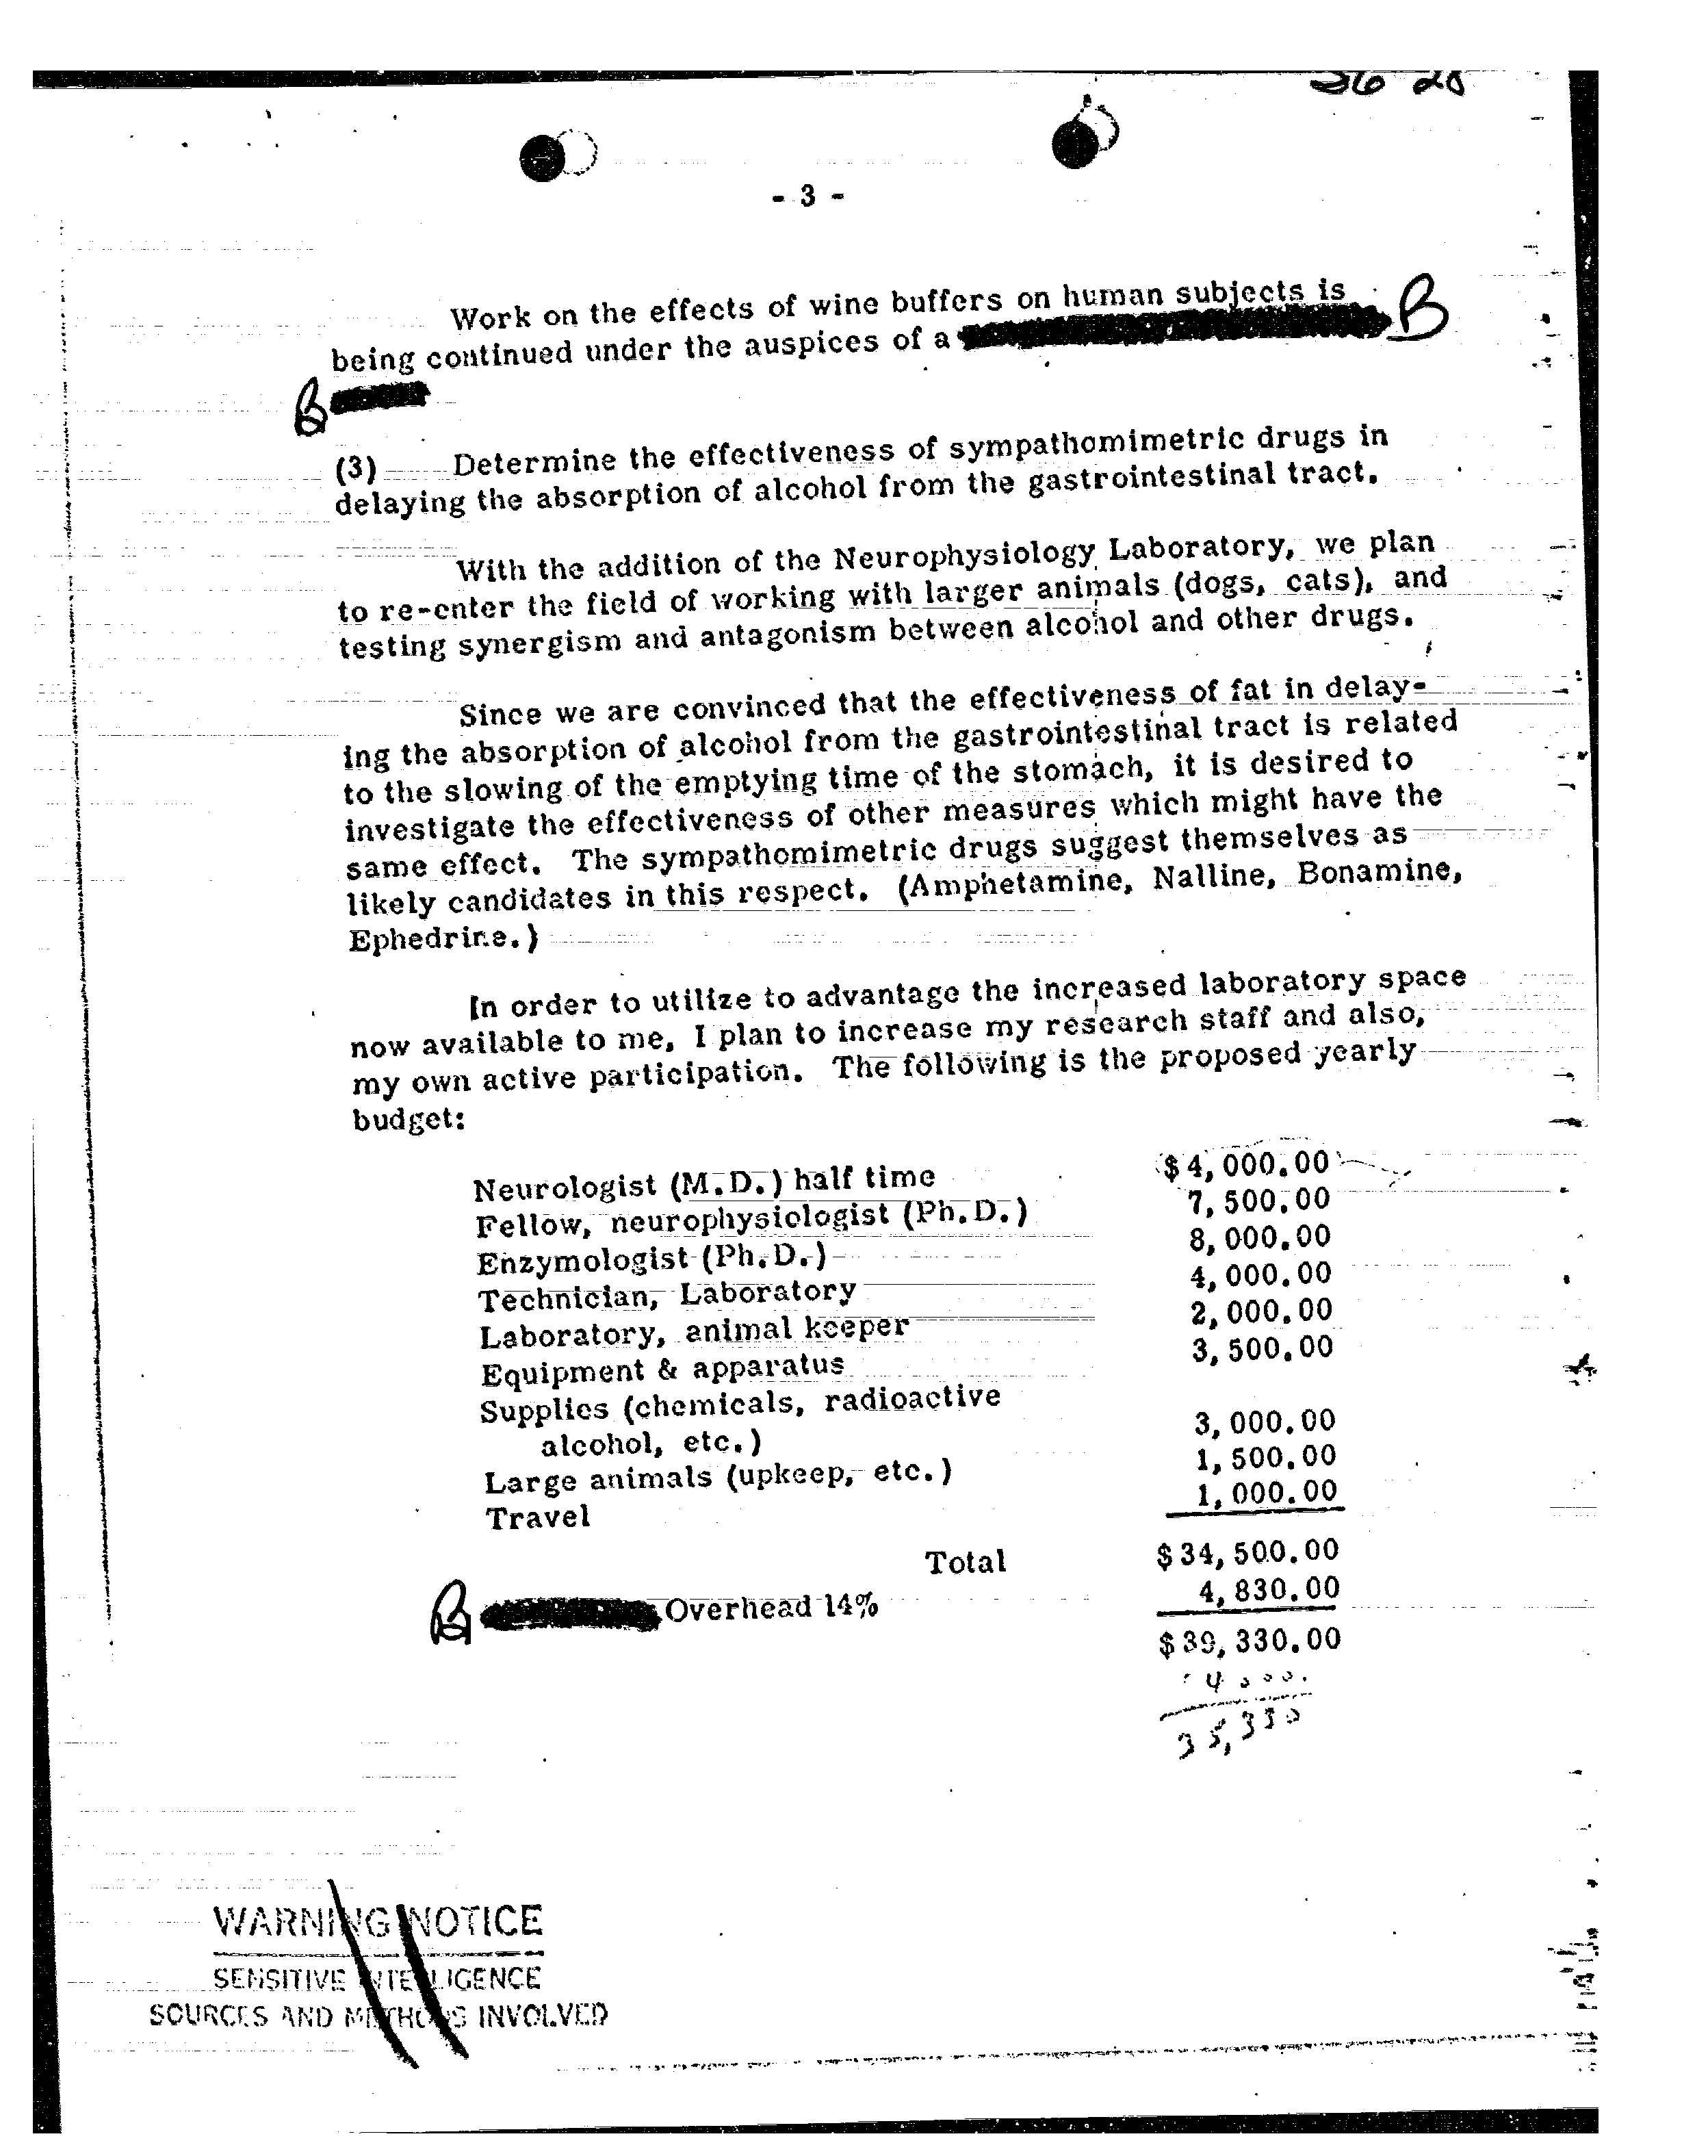 36 20
- 3 -
Work on the effects of wine buffers on human subjects is
being continued under the auspices of a B
B
(3) Determine the effectiveness of sympathomimetric drugs in
delaying the absorption of alcohol from the gastrointestinal tract.
With the addition of the Neurophysiology Laboratory, we plan
to re-enter the field of working with larger animals (dogs, cats), and
testing synergism and antagonism between alcohol and other drugs.
Since we are convinced that the effectiveness of fat in delay-
ing the absorption of alcohol from the gastrointestinal tract is related
to the slowing of the emptying time of the stomach, it is desired to
investigate the effectiveness of other measures which might have the
same effect. The sympathomimetric drugs suggest themselves as
likely candidates in this respect. (Amphetamine, Nalline, Bonamine,
Ephedrine.)
In order to utilize to advantage the increased laboratory space
now available to me, I plan to increase my research staff and also,
my own active participation. The following is the proposed yearly
budget:
Neurologist (M.D.) half time $4,000.00
Fellow, neurophysiologist (Ph.D.) 7,500.00
Enzymologist (Ph.D.) 8,000.00
Technician, Laboratory 4,000.00
Laboratory, animal keeper 2,000.00
Equipment & apparatus 3,500.00
Supplies (chemicals, radioactive
alcohol, etc.) 3,000.00
Large animals (upkeep, etc.) 1,500.00
Travel 1,000.00
Total $34,500.00
B Overhead 14% 4,830.00
$39,330.00
4000.
35,330
WARNING NOTICE
SENSITIVE INTELLIGENCE
SOURCES AND METHODS INVOLVED